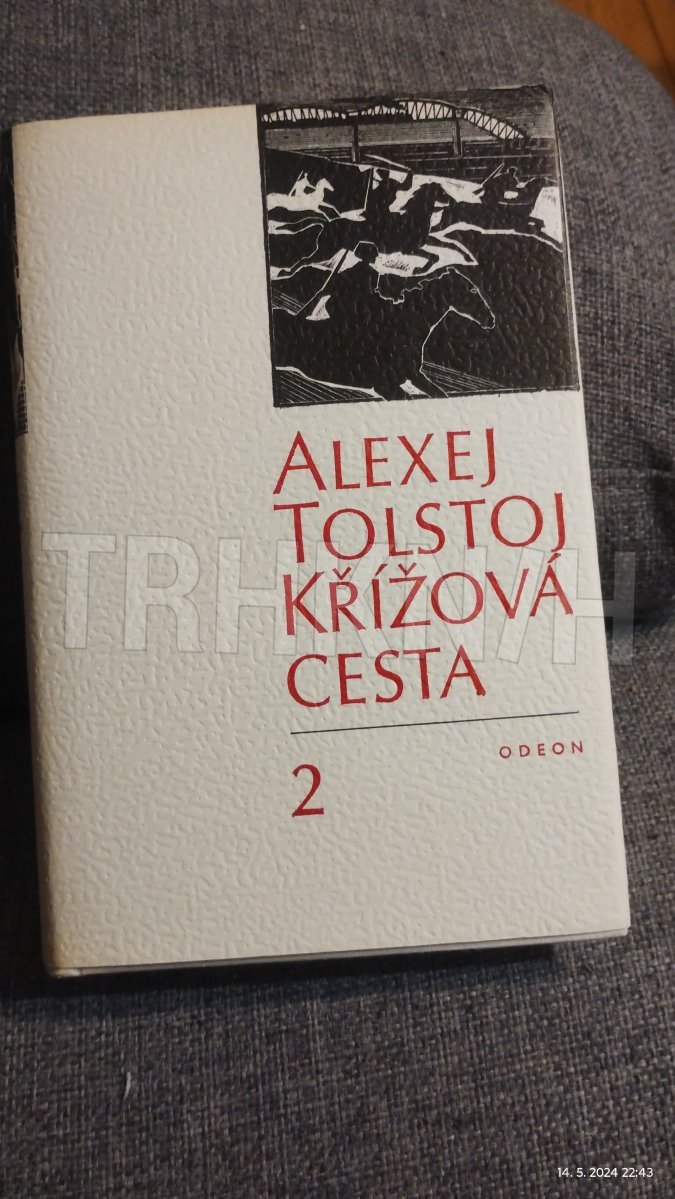 ALEXEJ
TOLSTOJ
KŘÍŽOVÁ
CESTA
ODEON
2
TRHKNIH
14. 5. 2024 22:43